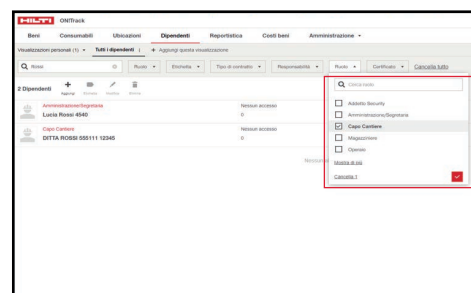 HILTI ON!Track
Beni Consumabili Ubicazioni Dipendenti Reportistica Costi beni Amministrazione
Visualizzazioni personali (1) Tutti i dipendenti + Aggiungi questa visualizzazione
Rossi Ruolo Etichetta Tipo di contratto Responsabilità Ruolo Certificato Cancella tutto
2 Dipendenti Aggiungi Modifica Elimina
Cerca ruolo
Addetto Security
Amministrazione/Segretaria
Capo Cantiere
Magazziniere
Operaio
Mostra di più
Cancella 1
Amministrazione/Segretaria Nessun accesso
Lucia Rossi 4540 0
Capo Cantiere Nessun accesso
DITTA ROSSI 555111 12345 0